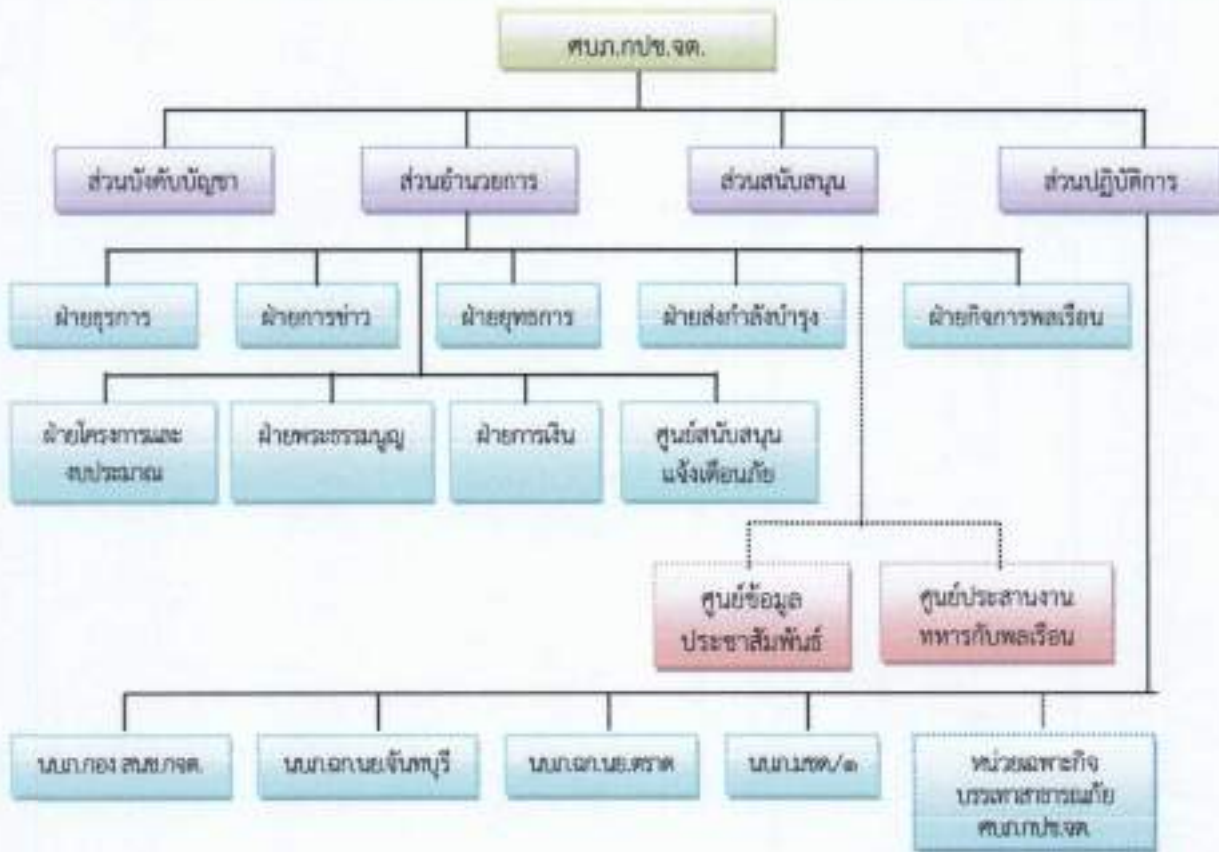 ศบภ.กปช.จต.
ส่วนบังคับบัญชา
ส่วนอำนวยการ
ส่วนสนับสนุน
ส่วนปฏิบัติการ
ฝ่ายธุรการ
ฝ่ายการข่าว
ฝ่ายยุทธการ
ฝ่ายส่งกำลังบำรุง
ฝ่ายกิจการพลเรือน
ฝ่ายโครงการและ
งบประมาณ
ฝ่ายพระธรรมนูญ
ฝ่ายการเงิน
ศูนย์สนับสนุน
แจ้งเตือนภัย
ศูนย์ข้อมูล
ประชาสัมพันธ์
ศูนย์ประสานงาน
ทหารกับพลเรือน
นบภ.กอง สนช.กจต.
นบภ.ฉก.นย.จันทบุรี
นบภ.ฉก.นย.ตราด
นบภ.มชด./๑
หน่วยเฉพาะกิจ
บรรเทาสาธารณภัย
ศบภ.กปช.จต.